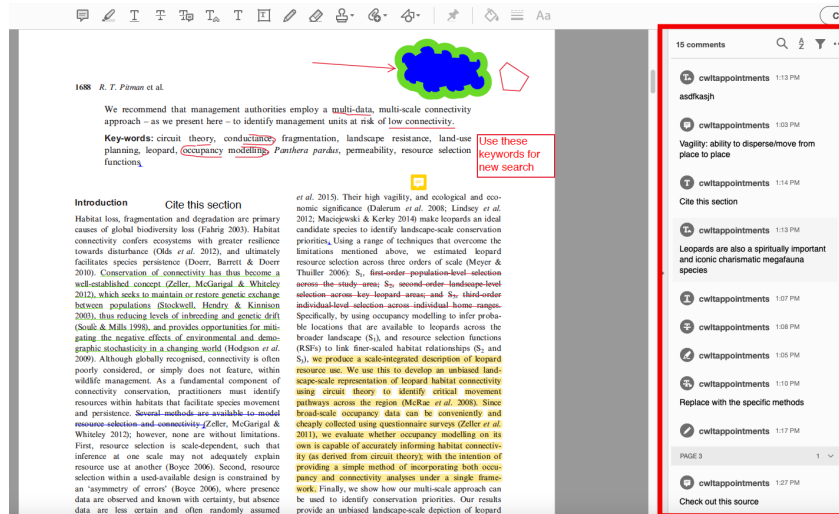 Aa
C
1688 R. T. Pitman et al.
We recommend that management authorities employ a multi-data, multi-scale connectivity
approach – as we present here – to identify management units at risk of low connectivity.
Key-words: circuit theory, conductance, fragmentation, landscape resistance, land-use
planning, leopard, occupancy modelling, Panthera pardus, permeability, resource selection
functions
Use these
keywords for
new search
Introduction
Cite this section
Habitat loss, fragmentation and degradation are primary
causes of global biodiversity loss (Fahrig 2003). Habitat
connectivity confers ecosystems with greater resilience
towards disturbance (Olds et al. 2012), and ultimately
facilitates species persistence (Doerr, Barrett & Doerr
2010). Conservation of connectivity has thus become a
well-established concept (Zeller, McGarigal & Whiteley
2012), which seeks to maintain or restore genetic exchange
between populations (Stockwell, Hendry & Kinnison
2003), thus reducing levels of inbreeding and genetic drift
(Soulé & Mills 1998), and provides opportunities for miti-
gating the negative effects of environmental and demo-
graphic stochasticity in a changing world (Hodgson et al.
2009). Although globally recognised, connectivity is often
poorly considered, or simply does not feature, within
wildlife management. As a fundamental component of
connectivity conservation, practitioners must identify
resources within habitats that facilitate species movement
and persistence. Several methods are available to model
resource selection and connectivity (Zeller, McGarigal &
Whiteley 2012); however, none are without limitations.
First, resource selection is scale-dependent, such that
inference at one scale may not adequately explain
resource use at another (Boyce 2006). Second, resource
selection within a used-available design is constrained by
an 'asymmetry of errors' (Boyce 2006), where presence
data are observed and known with certainty, but absence
data are less certain and often randomly assumed
et al. 2015). Their high vagility, and ecological and eco-
nomic significance (Dalerum et al. 2008; Lindsey et al.
2012; Maciejewski & Kerley 2014) make leopards an ideal
candidate species to identify landscape-scale conservation
priorities. Using a range of techniques that overcome the
limitations mentioned above, we estimated leopard
resource selection across three orders of scale (Meyer &
Thuiller 2006): S₁, first-order population-level selection
across the study area; S₂, second-order landscape-level
selection across key leopard areas; and S₃, third-order
individual-level selection across individual home ranges.
Specifically, by using occupancy modelling to infer proba-
ble locations that are available to leopards across the
broader landscape (S₁), and resource selection functions
(RSFs) to link finer-scaled habitat relationships (S₂ and
S₃), we produce a scale-integrated description of leopard
resource use. We use this to develop an unbiased land-
scape-scale representation of leopard habitat connectivity
using circuit theory to identify critical movement
pathways across the region (McRae et al. 2008). Since
broad-scale occupancy data can be conveniently and
cheaply collected using questionnaire surveys (Zeller et al.
2011), we evaluate whether occupancy modelling on its
own is capable of accurately informing habitat connectiv-
ity (as derived from circuit theory); with the intention of
providing a simple method of incorporating both occu-
pancy and connectivity analyses under a single frame-
work. Finally, we show how our multi-scale approach can
be used to identify conservation priorities. Our results
provide an unbiased landscape-scale depiction of leopard
15 comments
cwltappointments 1:13 PM
asdfkasjh
cwltappointments 1:03 PM
Vagility: ability to disperse/move from
place to place
cwltappointments 1:14 PM
Cite this section
cwltappointments 1:13 PM
Leopards are also a spiritually important
and iconic charismatic megafauna
species
cwltappointments 1:07 PM
cwltappointments 1:08 PM
cwltappointments 1:05 PM
cwltappointments 1:10 PM
Replace with the specific methods
cwltappointments 1:17 PM
PAGE 3 1
cwltappointments 1:27 PM
Check out this source